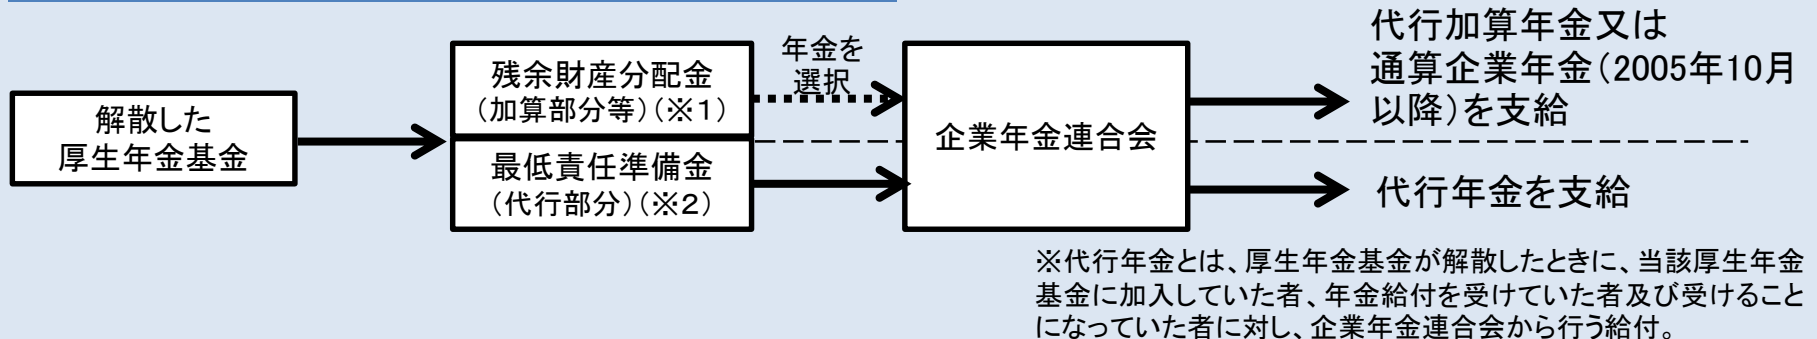 解散した
厚生年金基金
残余財産分配金
（加算部分等）（※1）
最低責任準備金
（代行部分）（※２）
年金を
選択
企業年金連合会
代行加算年金又は
通算企業年金（2005年10月
以降）を支給
代行年金を支給
※代行年金とは、厚生年金基金が解散したときに、当該厚生年金
基金に加入していた者、年金給付を受けていた者及び受けること
になっていた者に対し、企業年金連合会から行う給付。